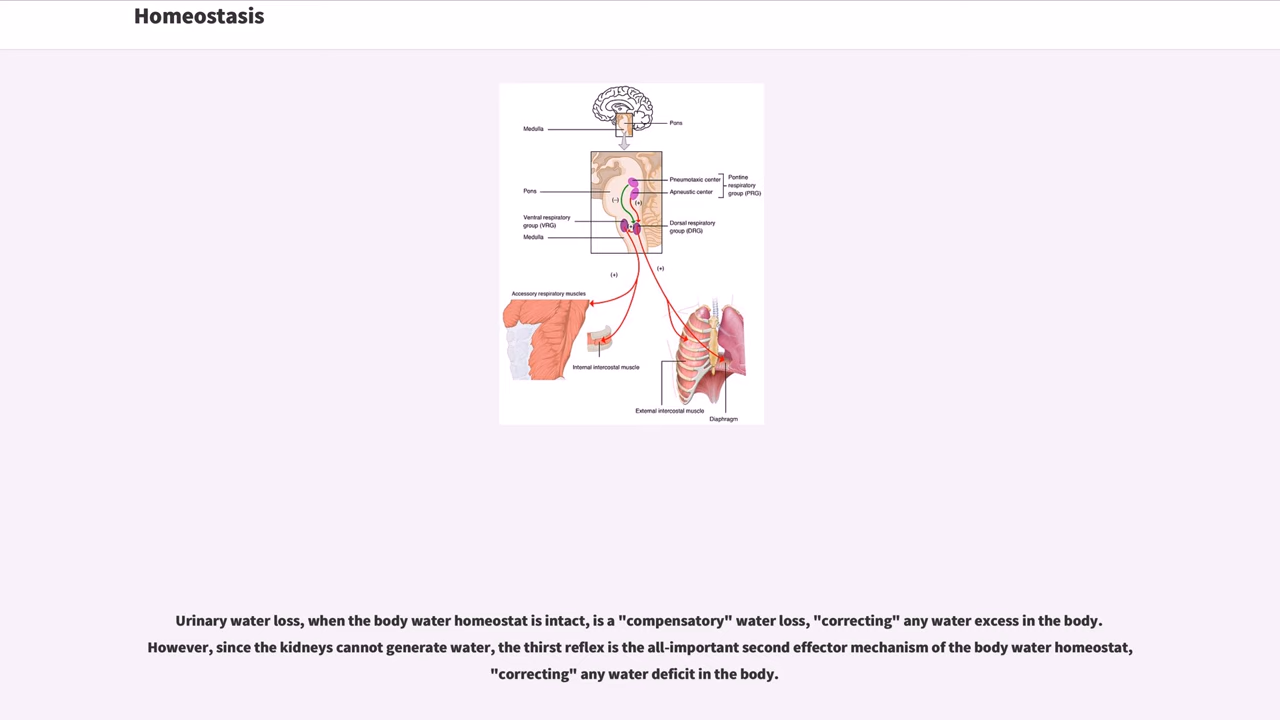 Homeostasis
Pons
Medulla
Pneumotaxic center
Pontine
respiratory
group (PRG)
Apneustic center
Pons
(−)
(+)
Ventral respiratory
group (VRG)
Dorsal respiratory
group (DRG)
Medulla
(+)
(+)
Accessory respiratory muscles
Internal intercostal muscle
External intercostal muscle
Diaphragm
Urinary water loss, when the body water homeostat is intact, is a "compensatory" water loss, "correcting" any water excess in the body.
However, since the kidneys cannot generate water, the thirst reflex is the all-important second effector mechanism of the body water homeostat,
"correcting" any water deficit in the body.